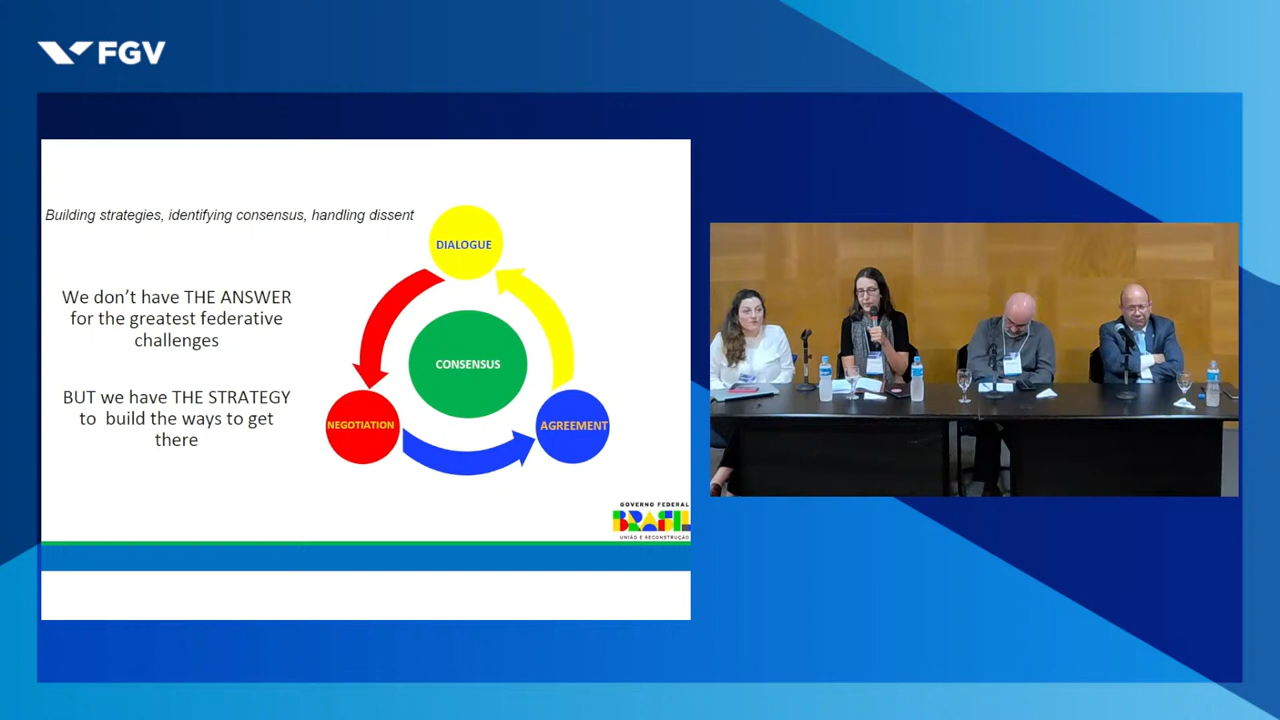 FGV
Building strategies, identifying consensus, handling dissent
We don't have THE ANSWER
for the greatest federative
challenges
BUT we have THE STRATEGY
to build the ways to get
there
DIALOGUE
CONSENSUS
NEGOTIATION
AGREEMENT
GOVERNO FEDERAL
BRASIL
UNIÃO E RECONSTRUÇÃO